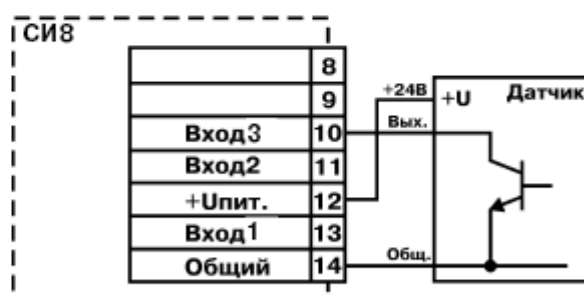 СИ8
8
9
+24В
+U
Датчик
Вход3
10
Вых.
Вход2
11
+Uпит.
12
Вход1
13
Общий
14
Общ.